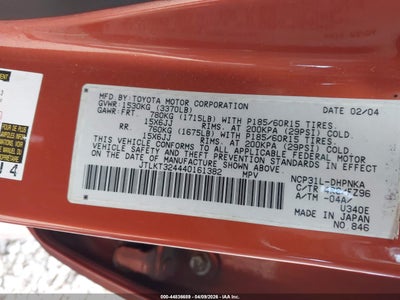 MFD. BY: TOYOTA MOTOR CORPORATION
DATE 02/04
GVWR: 1530KG (3370LB)
GAWR: FRT. 780KG (1715LB) WITH P185/60R15 TIRES,
15X6JJ RIMS, AT 200KPA (29PSI) COLD.
RR. 760KG (1675LB) WITH P185/60R15 TIRES,
15X6JJ RIMS, AT 200KPA (29PSI) COLD.
THIS VEHICLE CONFORMS TO ALL APPLICABLE
FEDERAL MOTOR VEHICLE SAFETY, BUMPER, AND
THEFT PREVENTION STANDARDS IN EFFECT ON
THE DATE OF MANUFACTURE SHOWN ABOVE.
JTLKT324440161382 MPV
NCP31L-DHPNKA
C/TR
A/TM -04A/
U340E
MADE IN JAPAN
NO. 846
IAAI: 44836689 | 04/09/2026